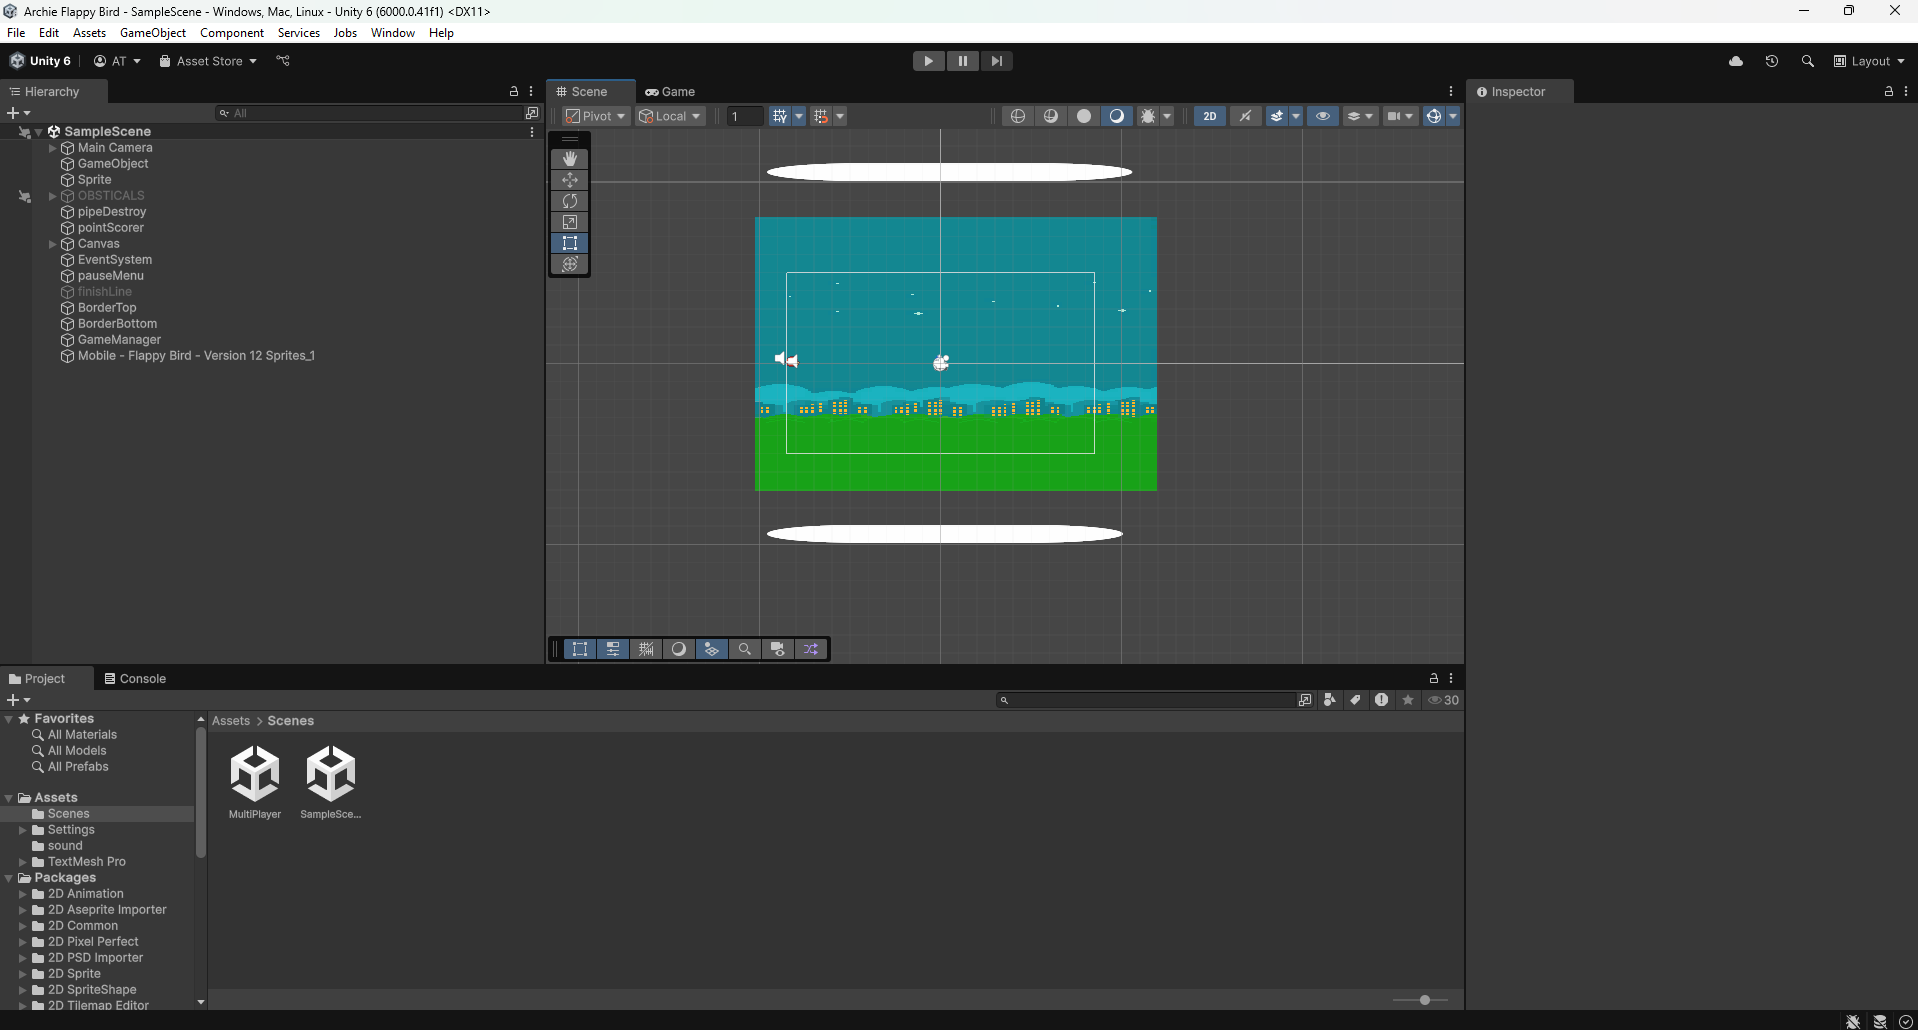 Archie Flappy Bird - SampleScene - Windows, Mac, Linux - Unity 6 (6000.0.41f1) <DX11>
File Edit Assets GameObject Component Services Jobs Window Help
Unity 6 AT Asset Store Layout
Hierarchy
All
SampleScene
Main Camera
GameObject
Sprite
OBSTICALS
pipeDestroy
pointScorer
Canvas
EventSystem
pauseMenu
finishLine
BorderTop
BorderBottom
GameManager
Mobile - Flappy Bird - Version 12 Sprites_1
Scene Game
Pivot Local 1 2D
Inspector
Project Console
30
Favorites
All Materials
All Models
All Prefabs
Assets
Scenes
Settings
sound
TextMesh Pro
Packages
2D Animation
2D Aseprite Importer
2D Common
2D Pixel Perfect
2D PSD Importer
2D Sprite
2D SpriteShape
2D Tilemap Editor
Assets > Scenes
MultiPlayer SampleSce...